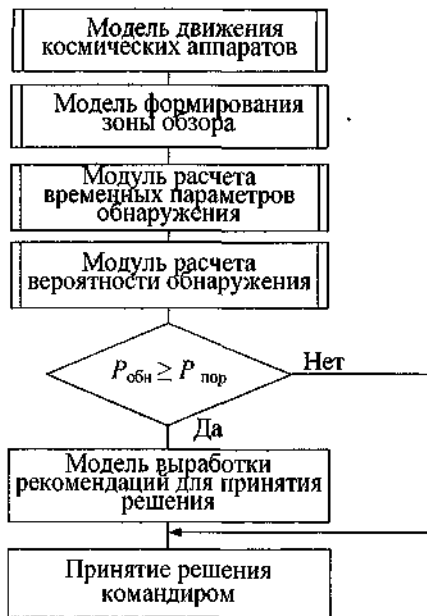 Модель движения
космических аппаратов
Модель формирования
зоны обзора
Модуль расчета
временных параметров
обнаружения
Модуль расчета
вероятности обнаружения
Pобн ≥ P пор
Нет
Да
Модель выработки
рекомендаций для принятия
решения
Принятие решения
командиром